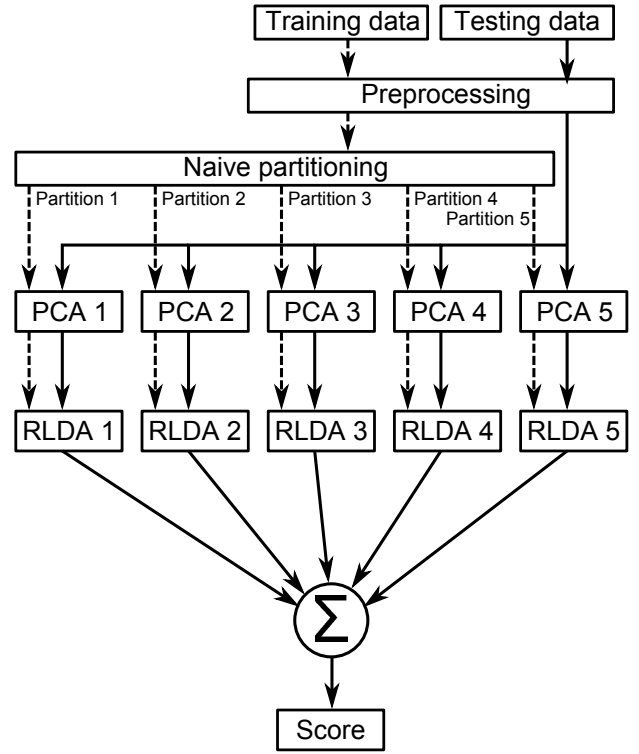 Training data
Testing data
Preprocessing
Naive partitioning
Partition 1
Partition 2
Partition 3
Partition 4
Partition 5
PCA 1
PCA 2
PCA 3
PCA 4
PCA 5
RLDA 1
RLDA 2
RLDA 3
RLDA 4
RLDA 5
Σ
Score